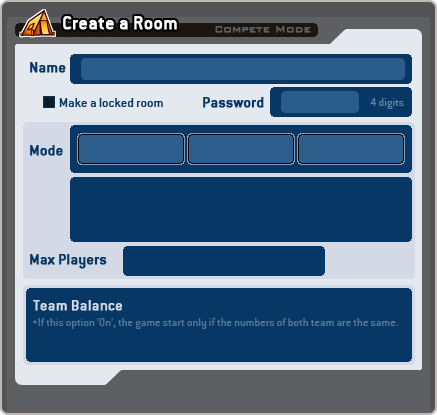 Create a Room
Compete Mode
Name
Make a locked room
Password
4 digits
Mode
Max Players
Team Balance
*If this option 'On', the game start only if the numbers of both team are the same.